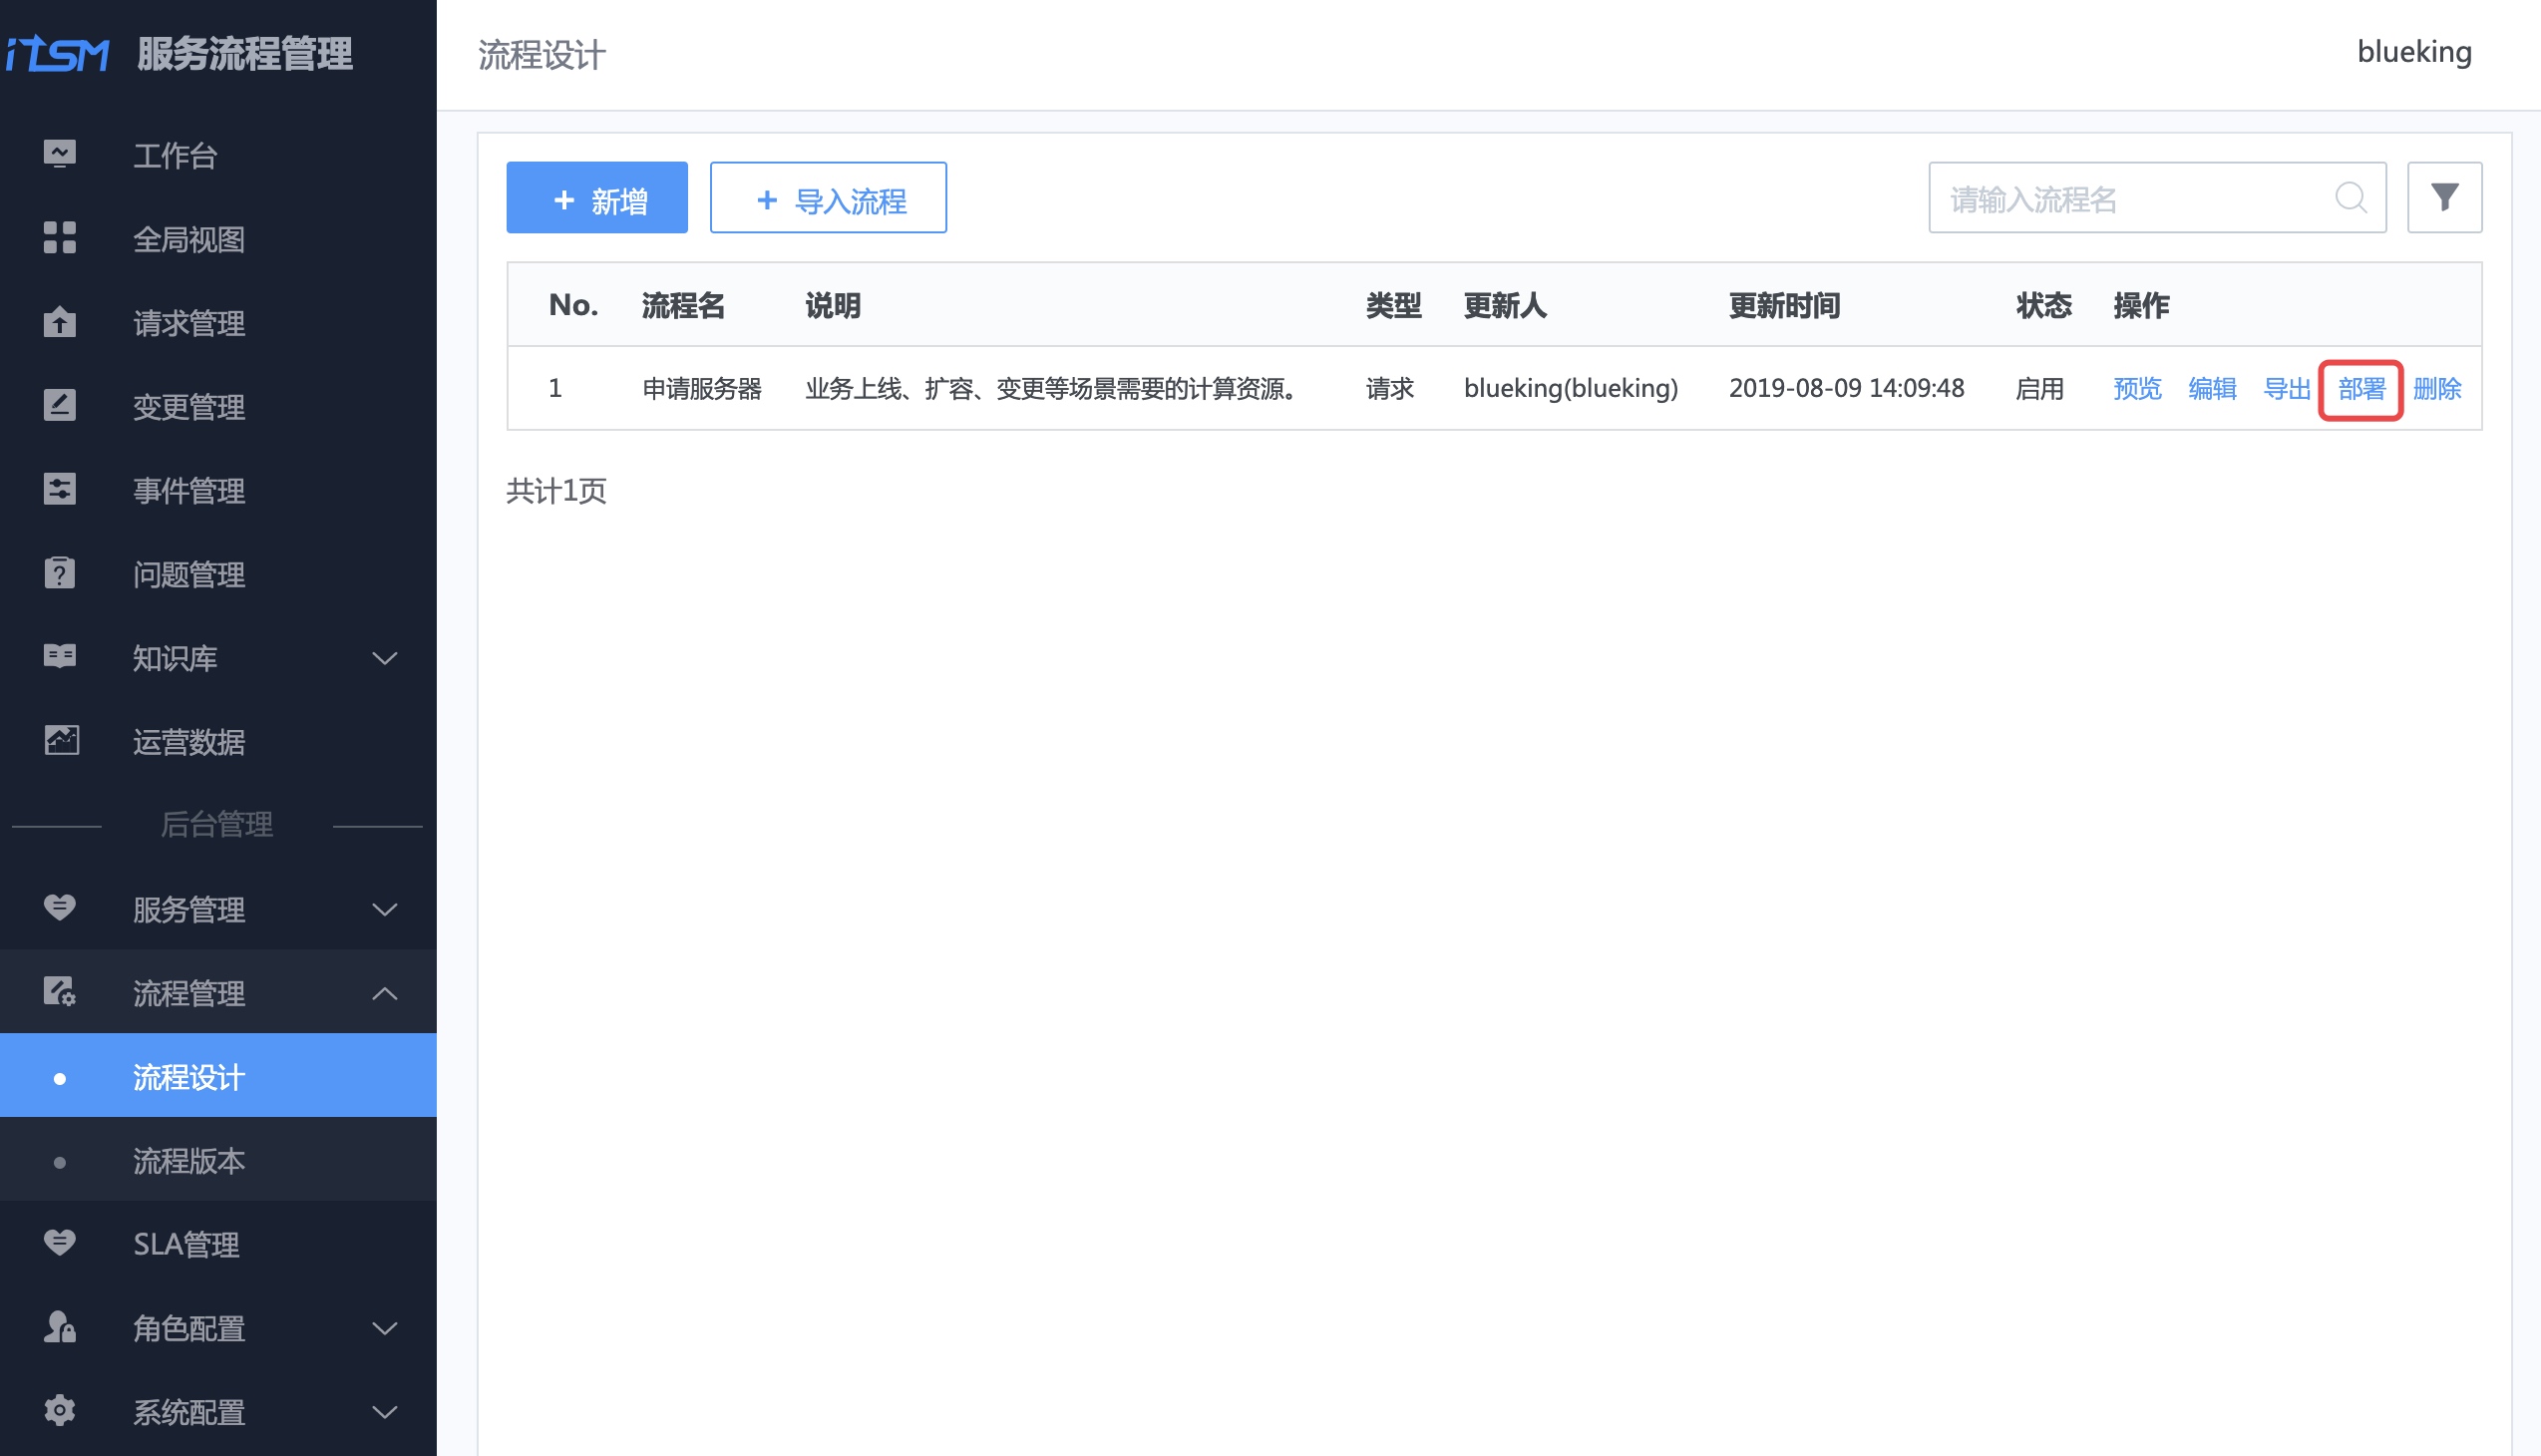 iTSM 服务流程管理
工作台
全局视图
请求管理
变更管理
事件管理
问题管理
知识库
运营数据
后台管理
服务管理
流程管理
流程设计
流程版本
SLA管理
角色配置
系统配置
流程设计 blueking
+ 新增 + 导入流程 请输入流程名
No. 流程名 说明 类型 更新人 更新时间 状态 操作
1 申请服务器 业务上线、扩容、变更等场景需要的计算资源。 请求 blueking(blueking) 2019-08-09 14:09:48 启用 预览 编辑 导出 部署 删除
共计1页